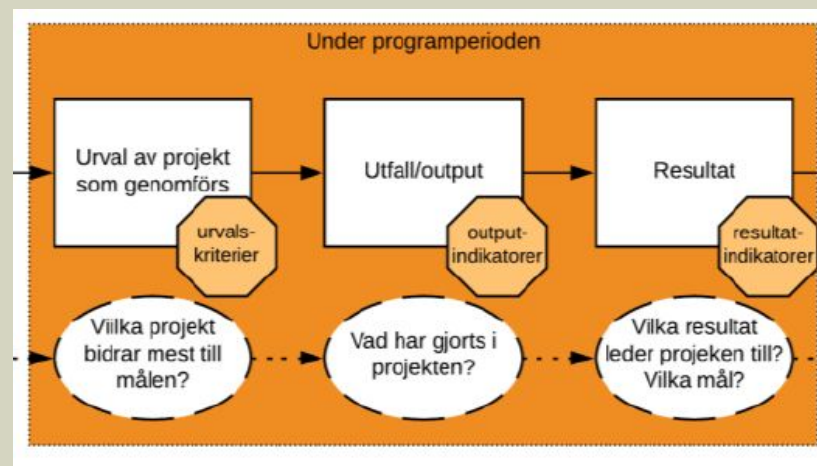 Under programperioden
Urval av projekt
som genomförs
urvals-
kriterier
Utfall/output
output-
indikatorer
Resultat
resultat-
indikatorer
Viilka projekt
bidrar mest till
målen?
Vad har gjorts i
projekten?
Vilka resultat
leder projeken till?
Vilka mål?